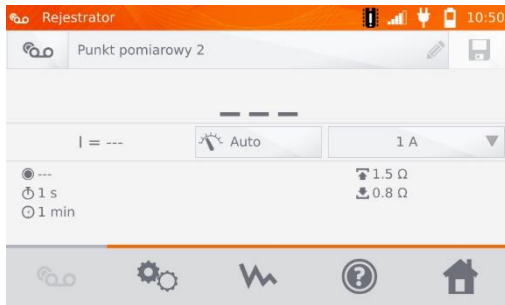 Rejestrator 10:50
Punkt pomiarowy 2
---
I = --- Auto 1 A
--- 1.5 Ω
1 s 0.8 Ω
1 min
?